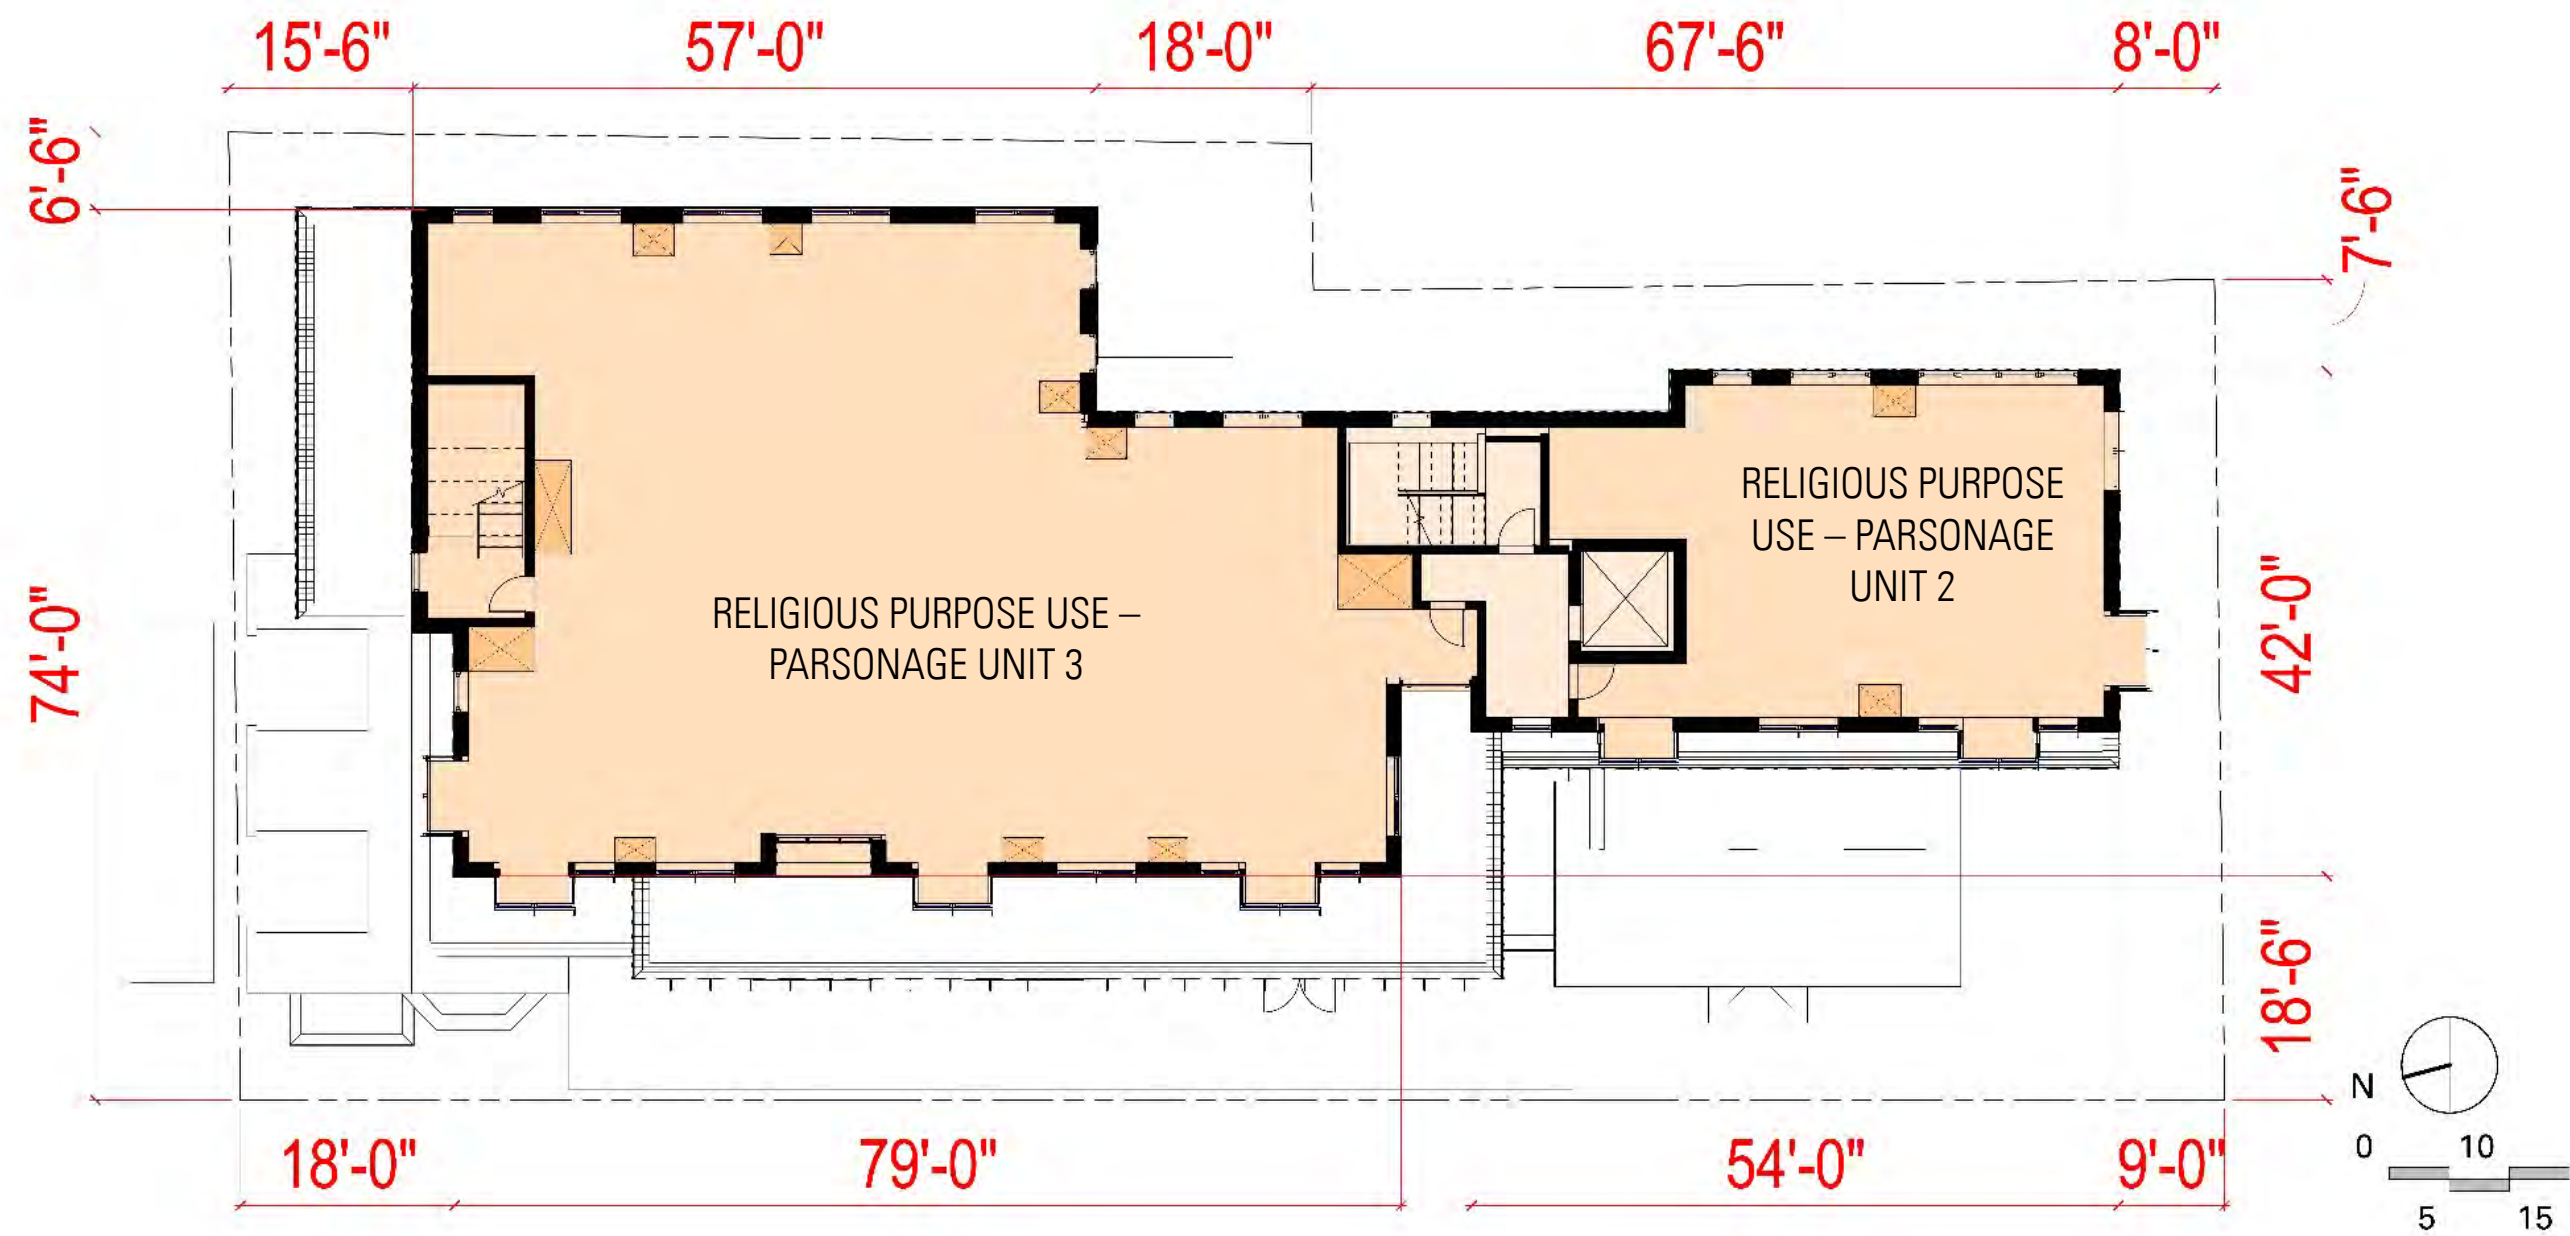 15'-6" 57'-0" 18'-0" 67'-6" 8'-0"
6'-6"
7'-6"
RELIGIOUS PURPOSE
USE – PARSONAGE
UNIT 2
RELIGIOUS PURPOSE USE –
PARSONAGE UNIT 3
74'-0"
42'-0"
18'-6"
N
18'-0" 79'-0" 54'-0" 9'-0"
0 10
5 15